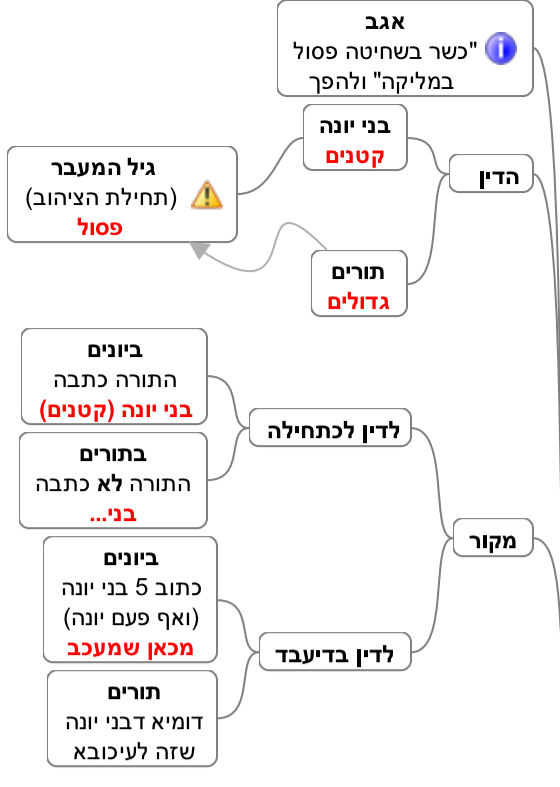 אגב
"כשר בשחיטה פסול
במליקה" ולהפך
הדין
בני יונה
קטנים
גיל המעבר
(תחילת הציהוב)
פסול
תורים
גדולים
מקור
לדין לכתחילה
ביונים
התורה כתבה
בני יונה (קטנים)
בתורים
התורה לא כתבה
בני...
לדין בדיעבד
ביונים
כתוב 5 בני יונה
(ואף פעם יונה)
מכאן שמעכב
תורים
דומיא דבני יונה
שזה לעיכובא